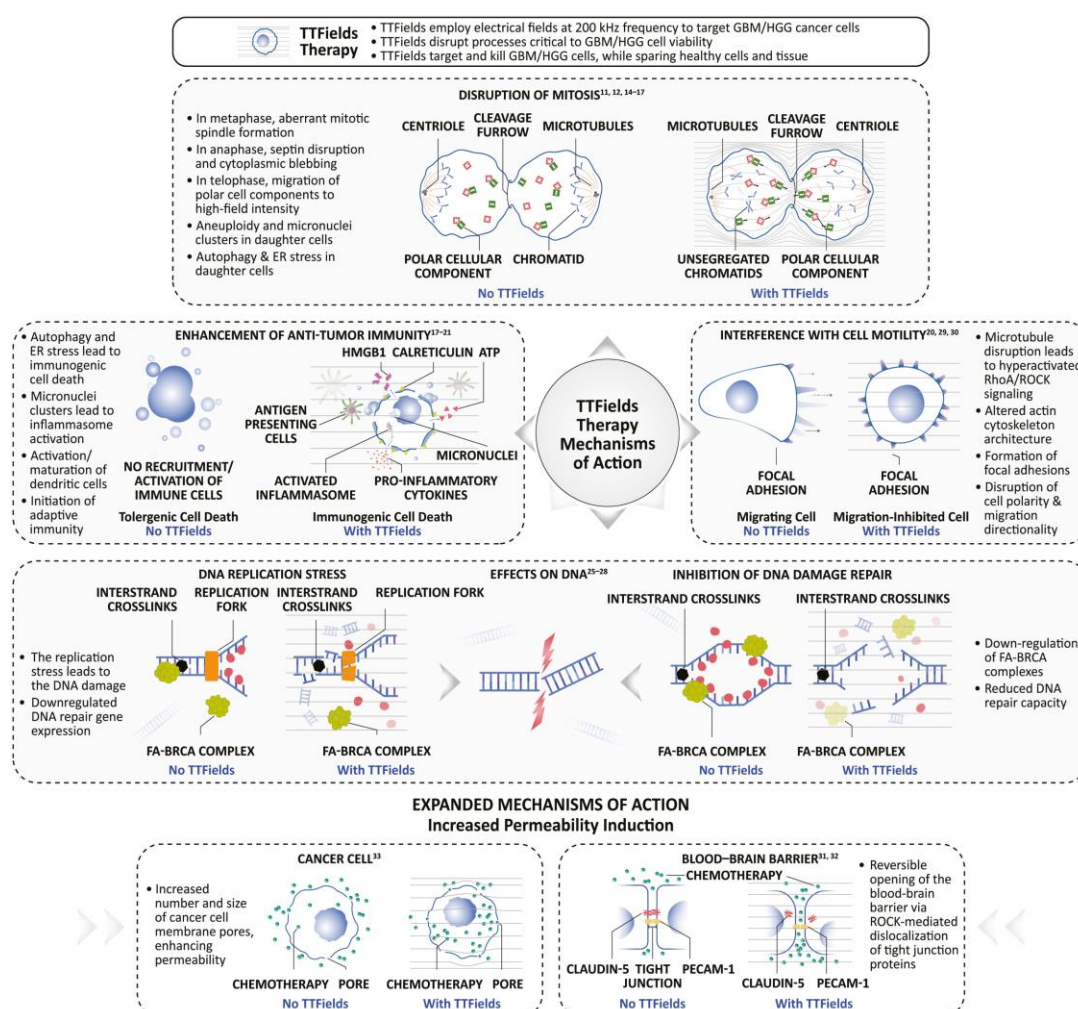 TTFields
Therapy
• TTFields employ electrical fields at 200 kHz frequency to target GBM/HGG cancer cells
• TTFields disrupt processes critical to GBM/HGG cell viability
• TTFields target and kill GBM/HGG cells, while sparing healthy cells and tissue
DISRUPTION OF MITOSIS11, 12, 14–17
• In metaphase, aberrant mitotic
spindle formation
• In anaphase, septin disruption
and cytoplasmic blebbing
• In telophase, migration of
polar cell components to
high-field intensity
• Aneuploidy and micronuclei
clusters in daughter cells
• Autophagy & ER stress in
daughter cells
CENTRIOLE
CLEAVAGE
FURROW
MICROTUBULES
POLAR CELLULAR
COMPONENT
CHROMATID
No TTFields
MICROTUBULES
CLEAVAGE
FURROW
CENTRIOLE
UNSEGREGATED
CHROMATIDS
POLAR CELLULAR
COMPONENT
With TTFields
ENHANCEMENT OF ANTI-TUMOR IMMUNITY17–21
• Autophagy and
ER stress lead to
immunogenic
cell death
• Micronuclei
clusters lead to
inflammasome
activation
• Activation/
maturation of
dendritic cells
• Initiation of
adaptive
immunity
NO RECRUITMENT/
ACTIVATION OF
IMMUNE CELLS
Tolergenic Cell Death
No TTFields
HMGB1 CALRETICULIN ATP
ANTIGEN
PRESENTING
CELLS
MICRONUCLEI
ACTIVATED
INFLAMMASOME
PRO-INFLAMMATORY
CYTOKINES
Immunogenic Cell Death
With TTFields
TTFields
Therapy
Mechanisms
of Action
INTERFERENCE WITH CELL MOTILITY20, 29, 30
FOCAL
ADHESION
Migrating Cell
No TTFields
FOCAL
ADHESION
Migration-Inhibited Cell
With TTFields
• Microtubule
disruption leads
to hyperactivated
RhoA/ROCK
signaling
• Altered actin
cytoskeleton
architecture
• Formation of
focal adhesions
• Disruption of
cell polarity &
migration
directionality
EFFECTS ON DNA25–28
DNA REPLICATION STRESS
• The replication
stress leads to
the DNA damage
• Downregulated
DNA repair gene
expression
INTERSTRAND
CROSSLINKS
REPLICATION
FORK
FA-BRCA COMPLEX
No TTFields
INTERSTRAND
CROSSLINKS
REPLICATION FORK
FA-BRCA COMPLEX
With TTFields
INHIBITION OF DNA DAMAGE REPAIR
INTERSTRAND CROSSLINKS
FA-BRCA COMPLEX
No TTFields
INTERSTRAND CROSSLINKS
FA-BRCA COMPLEX
With TTFields
• Down-regulation
of FA-BRCA
complexes
• Reduced DNA
repair capacity
EXPANDED MECHANISMS OF ACTION
Increased Permeability Induction
CANCER CELL33
• Increased
number and size
of cancer cell
membrane pores,
enhancing
permeability
CHEMOTHERAPY PORE
No TTFields
CHEMOTHERAPY PORE
With TTFields
BLOOD–BRAIN BARRIER31, 32
CHEMOTHERAPY
CLAUDIN-5
TIGHT
JUNCTION
PECAM-1
No TTFields
CLAUDIN-5
PECAM-1
With TTFields
• Reversible
opening of the
blood-brain
barrier via
ROCK-mediated
dislocalization
of tight junction
proteins